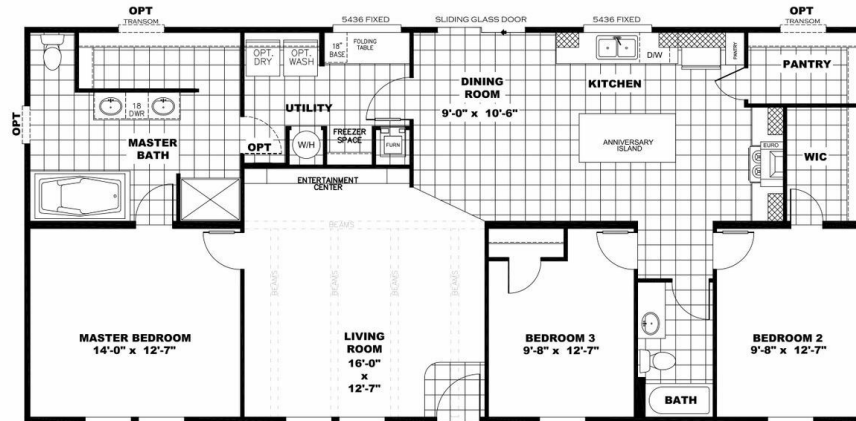 OPT
TRANSOM
5436 FIXED
SLIDING GLASS DOOR
5436 FIXED
OPT
TRANSOM
OPT.
DRY
OPT.
WASH
18"
BASE
FOLDING
TABLE
D/W
PANTRY
PANTRY
DINING
ROOM
9'-0" x 10'-6"
KITCHEN
OPT
18
DWR
UTILITY
MASTER
BATH
OPT
W/H
FREEZER
SPACE
FURN
ANNIVERSARY
ISLAND
EURO
WIC
ENTERTAINMENT
CENTER
BEAMS
BEAMS
BEAMS
BEAMS
BEAMS
MASTER BEDROOM
14'-0" x 12'-7"
LIVING
ROOM
16'-0"
x
12'-7"
BEDROOM 3
9'-8" x 12'-7"
BEDROOM 2
9'-8" x 12'-7"
BATH